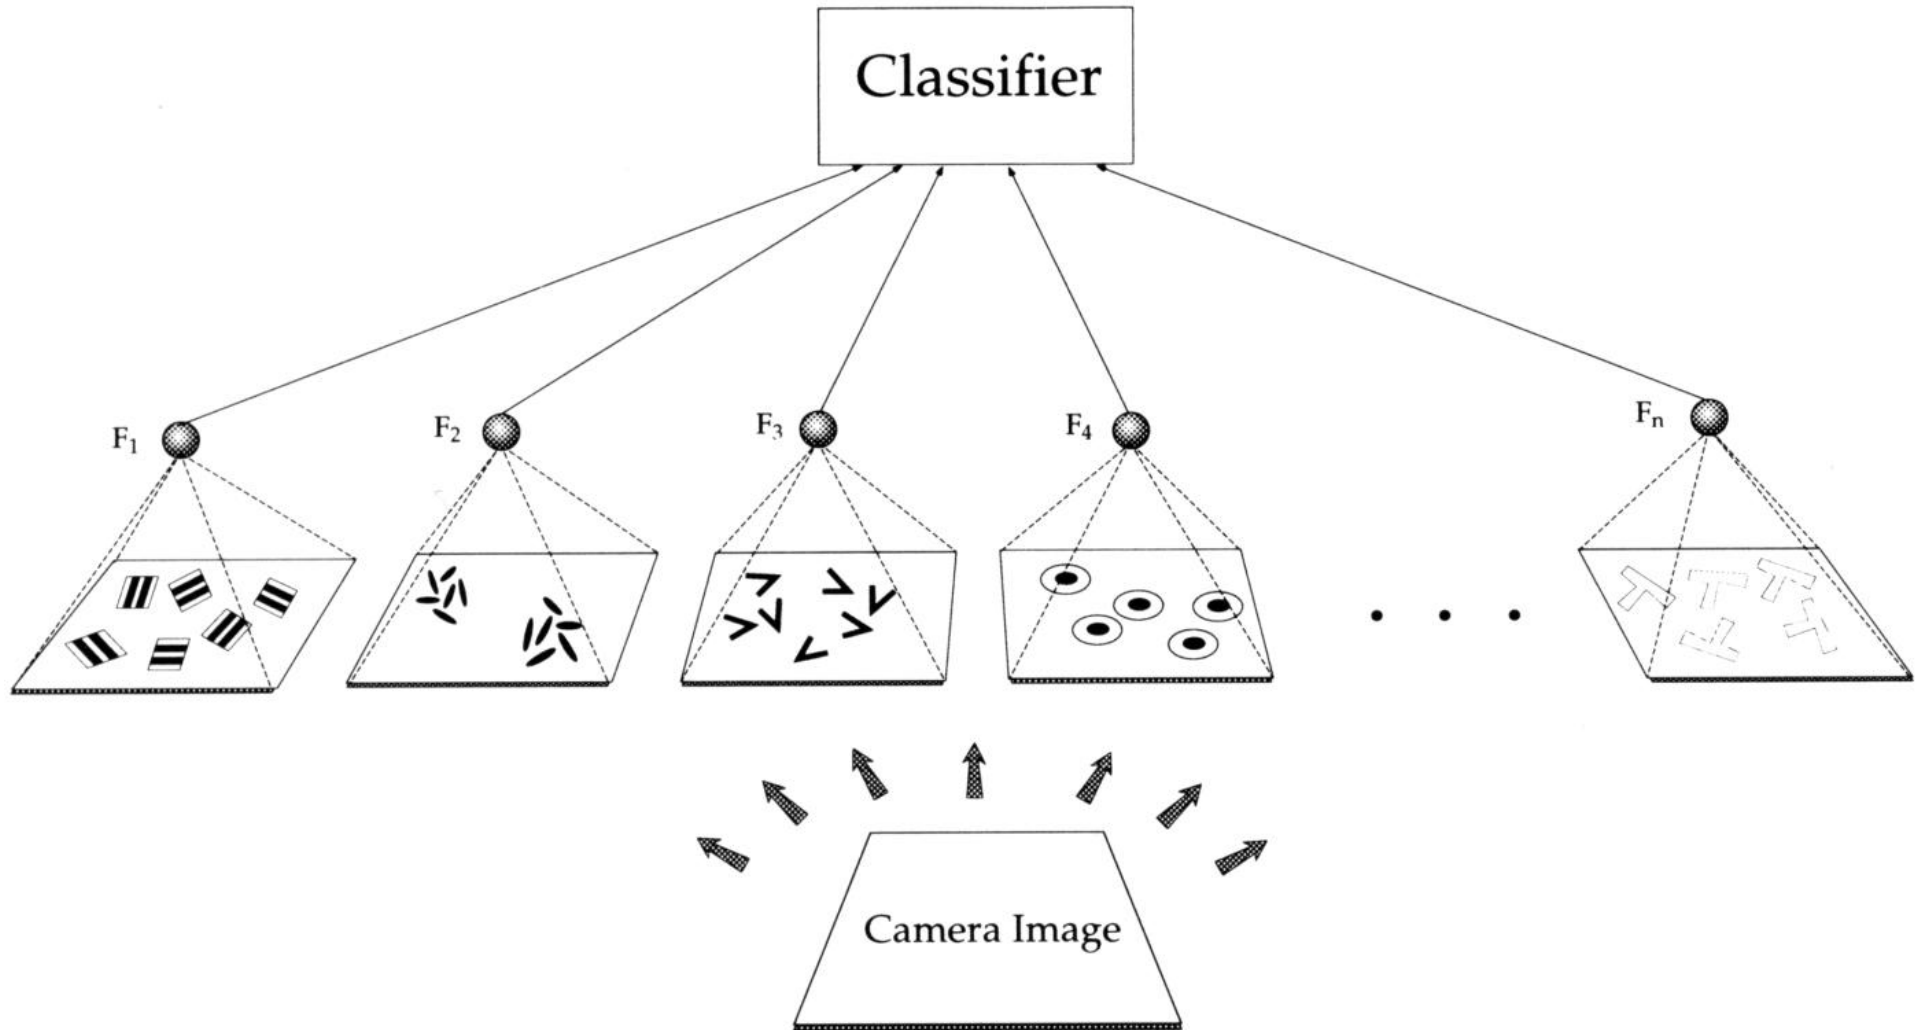 Classifier
F₁
F₂
F₃
F₄
Fₙ
Camera Image